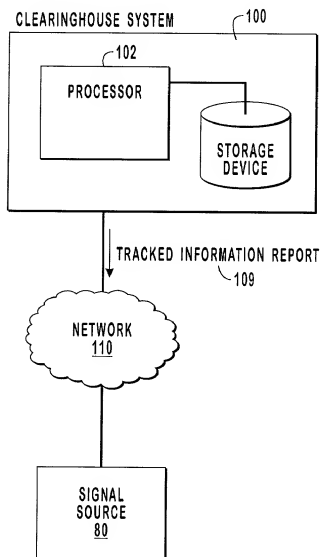 CLEARINGHOUSE SYSTEM
100
102
PROCESSOR
STORAGE
DEVICE
TRACKED INFORMATION REPORT
109
NETWORK
110
SIGNAL
SOURCE
80